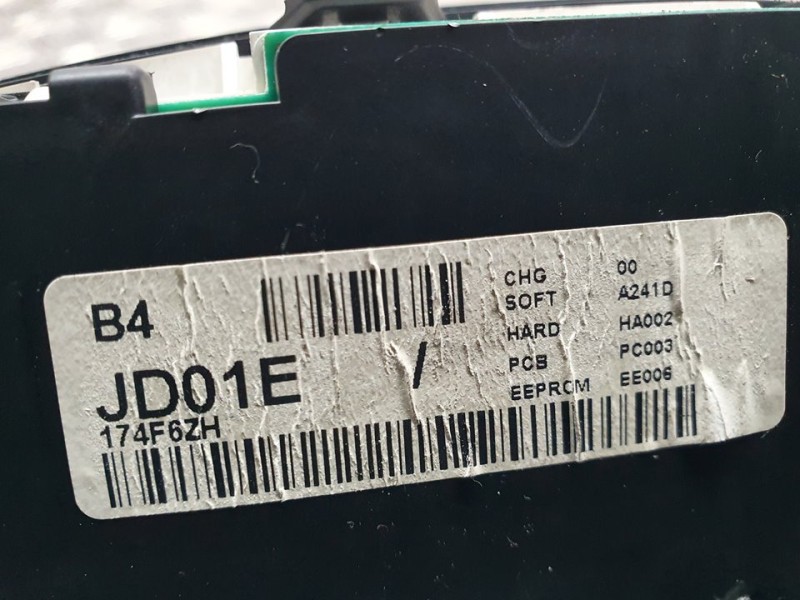 B4
JD01E /
174F6ZH
CHG 00
SOFT A241D
HARD HA002
PCB PC003
EEPROM EE006